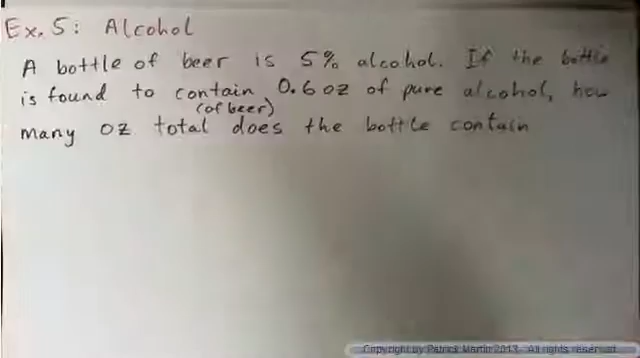 Ex. 5: Alcohol
A bottle of beer is 5% alcohol. If the bottle
is found to contain 0.6 oz of pure alcohol, how
(of beer)
many oz total does the bottle contain
Copyright by Patrick Martin 2013 - All rights reserved